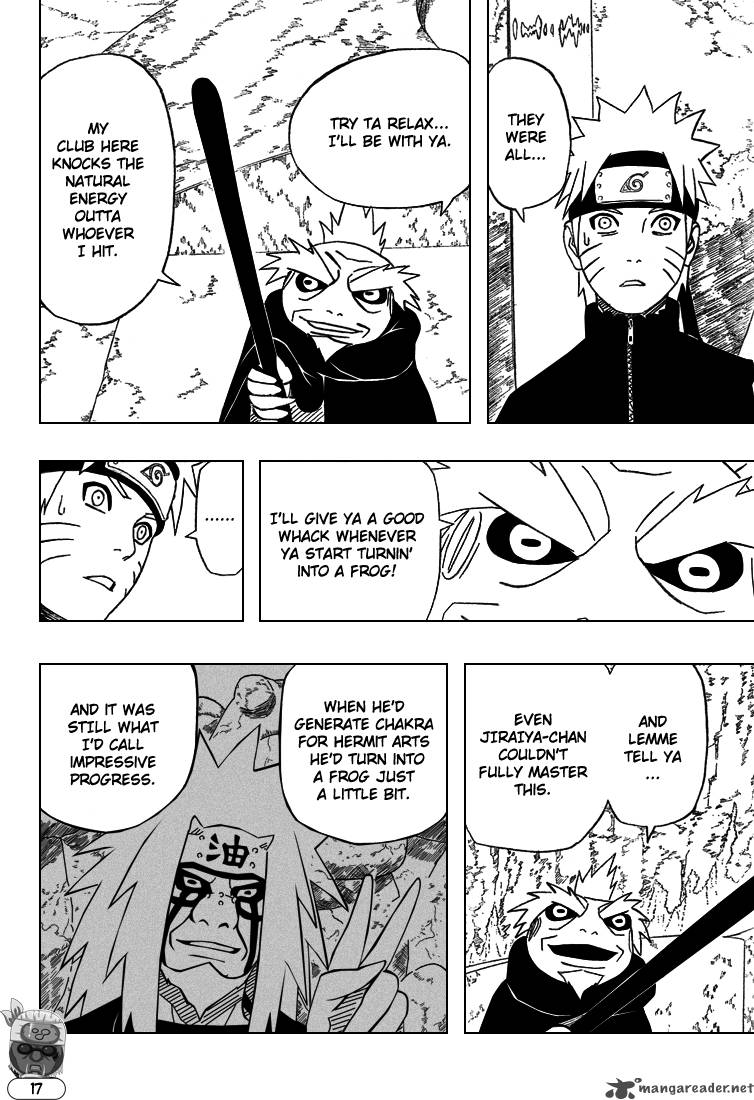 THEY
WERE
ALL...
TRY TA RELAX...
I'LL BE WITH YA.
MY
CLUB HERE
KNOCKS THE
NATURAL
ENERGY
OUTTA
WHOEVER
I HIT.
I'LL GIVE YA A GOOD
WHACK WHENEVER
YA START TURNIN'
INTO A FROG!
......
AND
LEMME
TELL YA
...
EVEN
JIRAIYA-CHAN
COULDN'T
FULLY MASTER
THIS.
WHEN HE'D
GENERATE CHAKRA
FOR HERMIT ARTS
HE'D TURN INTO
A FROG JUST
A LITTLE BIT.
AND IT WAS
STILL WHAT
I'D CALL
IMPRESSIVE
PROGRESS.
油
17
mangareader.net